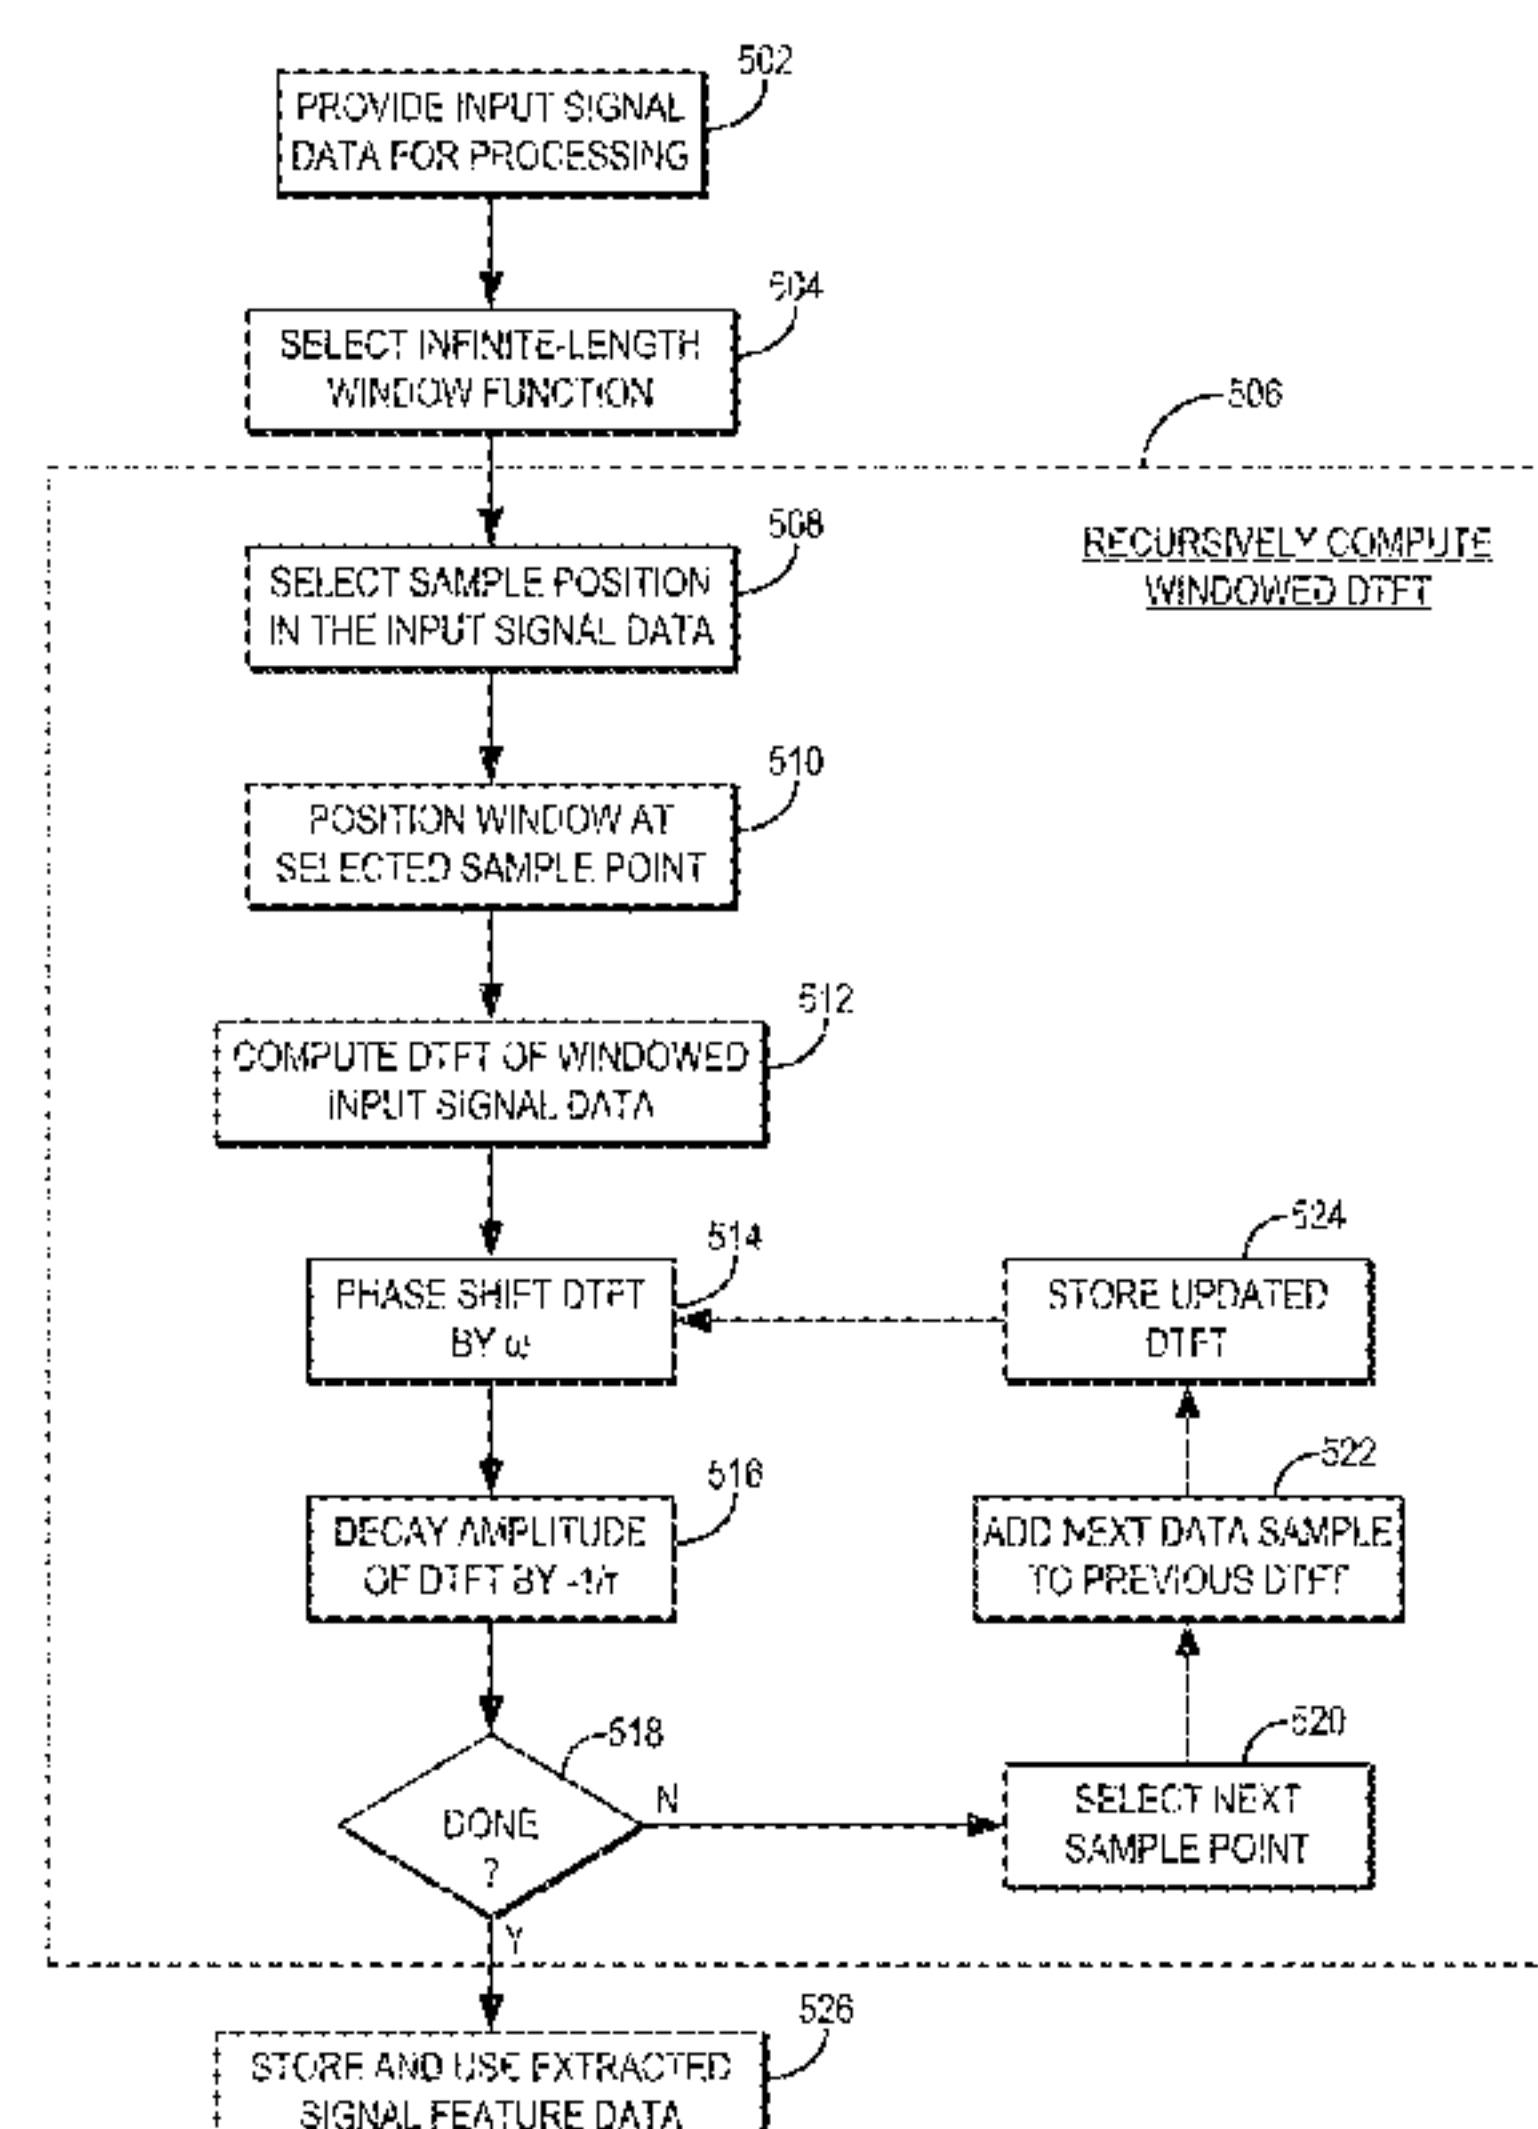 502
PROVIDE INPUT SIGNAL
DATA FOR PROCESSING
504
SELECT INFINITE-LENGTH
WINDOW FUNCTION
506
RECURSIVELY COMPUTE
WINDOWED DTFT
508
SELECT SAMPLE POSITION
IN THE INPUT SIGNAL DATA
510
POSITION WINDOW AT
SELECTED SAMPLE POINT
512
COMPUTE DTFT OF WINDOWED
INPUT SIGNAL DATA
514
PHASE SHIFT DTFT
BY ω
524
STORE UPDATED
DTFT
516
DECAY AMPLITUDE
OF DTFT BY -1/τ
522
ADD NEXT DATA SAMPLE
TO PREVIOUS DTFT
518
DONE
?
N
Y
520
SELECT NEXT
SAMPLE POINT
526
STORE AND USE EXTRACTED
SIGNAL FEATURE DATA